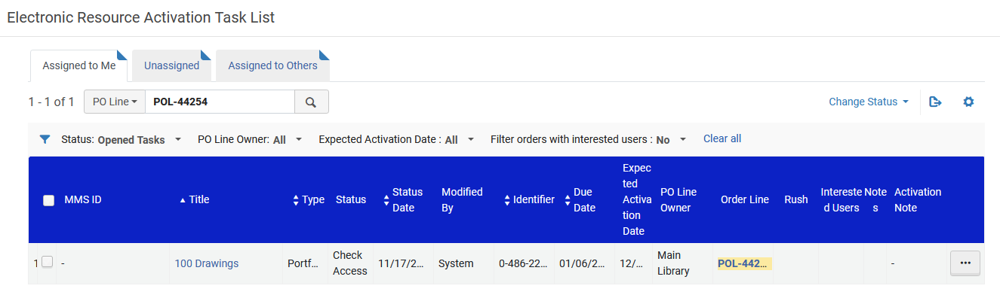 Electronic Resource Activation Task List
Assigned to Me
Unassigned
Assigned to Others
1 - 1 of 1
PO Line
POL-44254
Change Status
Status: Opened Tasks
PO Line Owner: All
Expected Activation Date : All
Filter orders with interested users : No
Clear all
MMS ID
Title
Type
Status
Status
Date
Modified
By
Identifier
Due
Date
Expec
ted
Activa
tion
Date
PO Line
Owner
Order Line
Rush
Intereste
d Users
Note
s
Activation
Note
1
-
100 Drawings
Portf...
Check
Access
11/17/2...
System
0-486-22...
01/06/2...
12/...
Main
Library
POL-442...
-